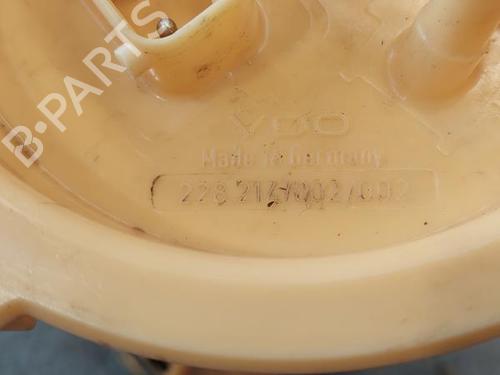 B-PARTS
VDO
Made in Germany
228 214/002/002